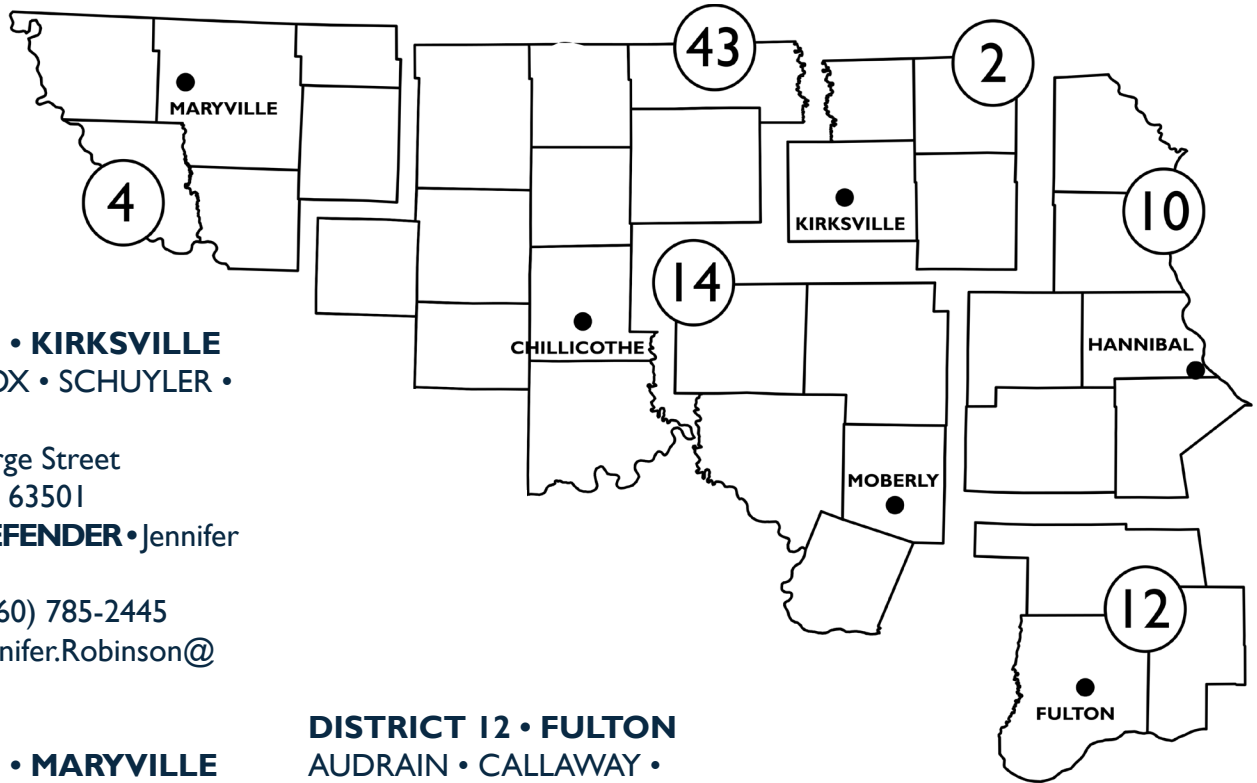 43
2
MARYVILLE
4
KIRKSVILLE
10
14
• KIRKSVILLE
OX • SCHUYLER •
CHILLICOTHE
HANNIBAL
rge Street
63501
EFENDER • Jennifer
MOBERLY
60) 785-2445
nifer.Robinson@
12
FULTON
• MARYVILLE
DISTRICT 12 • FULTON
AUDRAIN • CALLAWAY •